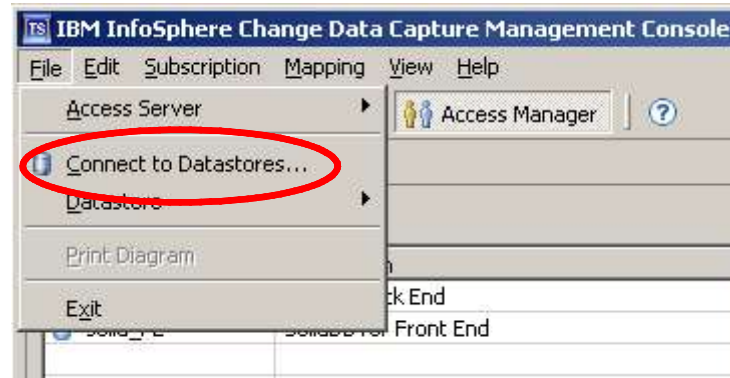 TS IBM InfoSphere Change Data Capture Management Console
File Edit Subscription Mapping View Help
Access Server
Access Manager
?
Connect to Datastores...
Datastore
Print Diagram
Exit
End
for Front End